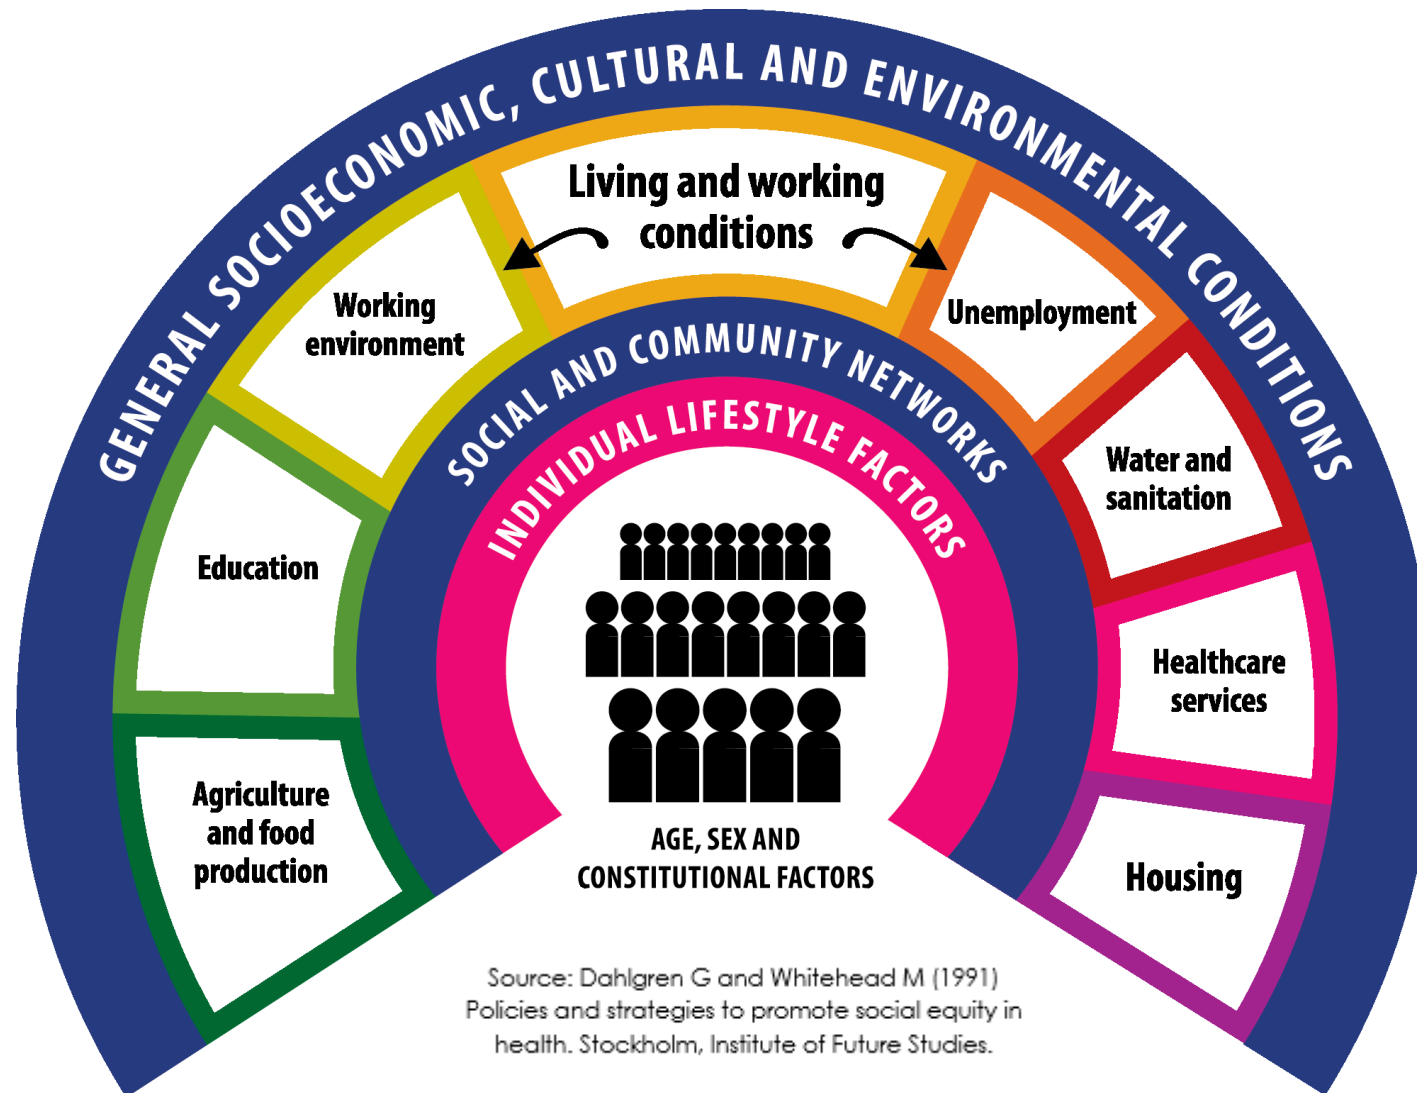 GENERAL SOCIOECONOMIC, CULTURAL AND ENVIRONMENTAL CONDITIONS
Living and working
conditions
Working
environment
Unemployment
Education
Water and
sanitation
Agriculture
and food
production
Healthcare
services
Housing
SOCIAL AND COMMUNITY NETWORKS
INDIVIDUAL LIFESTYLE FACTORS
AGE, SEX AND
CONSTITUTIONAL FACTORS
Source: Dahlgren G and Whitehead M (1991)
Policies and strategies to promote social equity in
health. Stockholm, Institute of Future Studies.